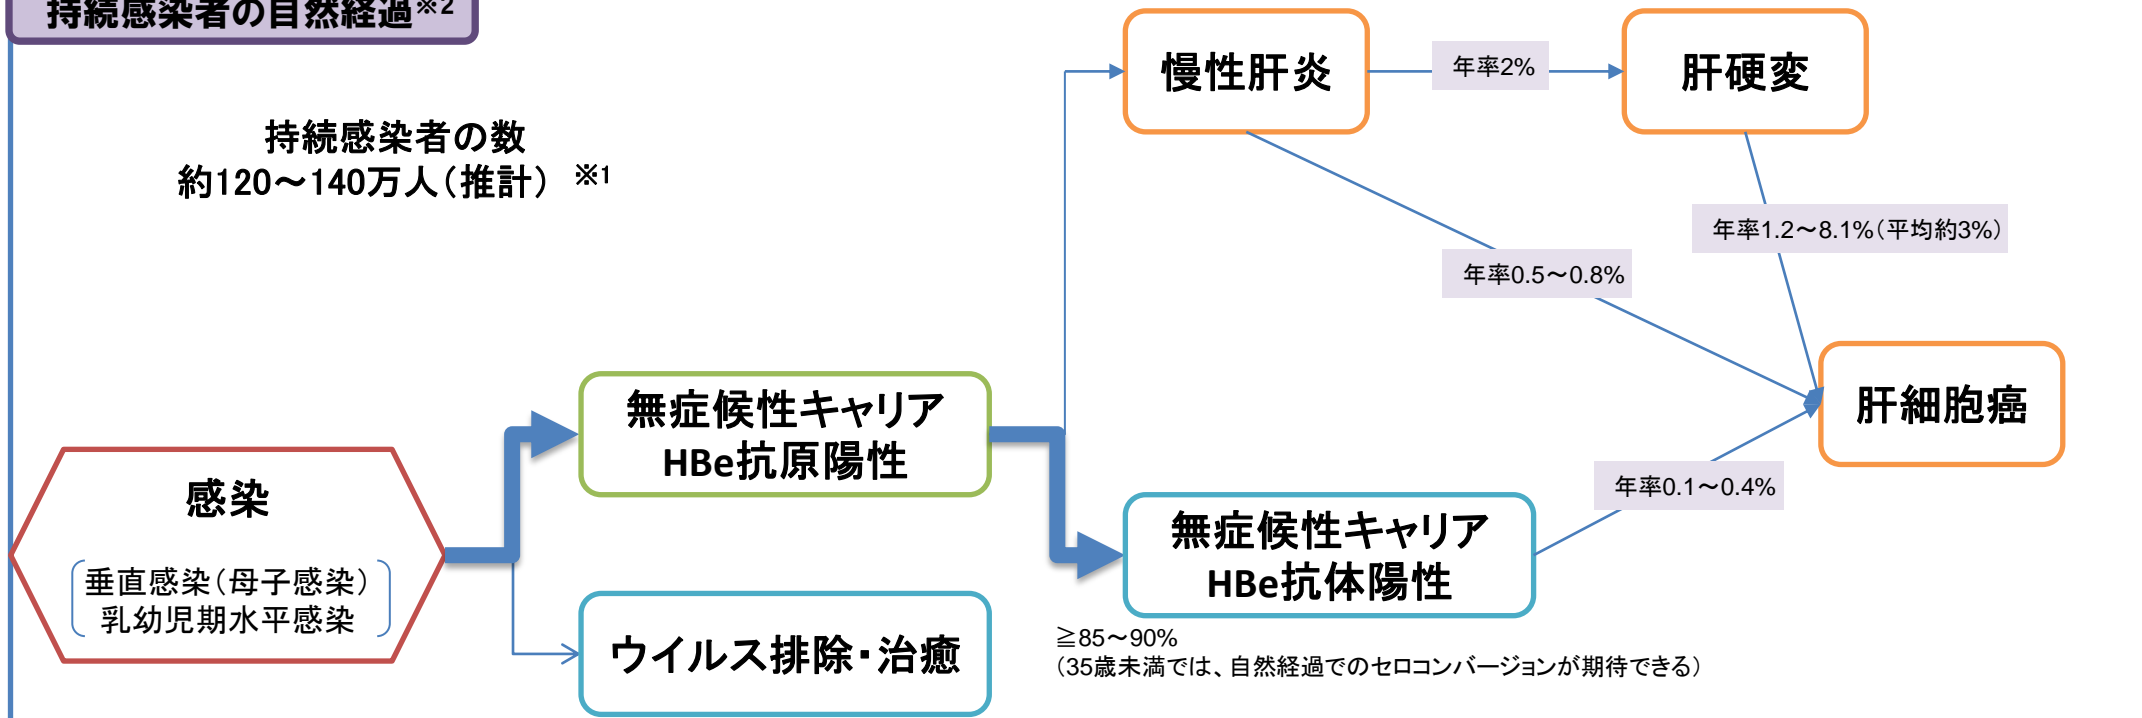 持続感染者の自然経過※2
持続感染者の数
約120～140万人（推計） ※1
慢性肝炎
年率2%
肝硬変
年率1.2～8.1%（平均約3%）
年率0.5～0.8%
肝細胞癌
無症候性キャリア
HBe抗原陽性
年率0.1～0.4%
感染
垂直感染（母子感染）
乳幼児期水平感染
無症候性キャリア
HBe抗体陽性
ウイルス排除・治癒
≧85～90%
（35歳未満では、自然経過でのセロコンバージョンが期待できる）